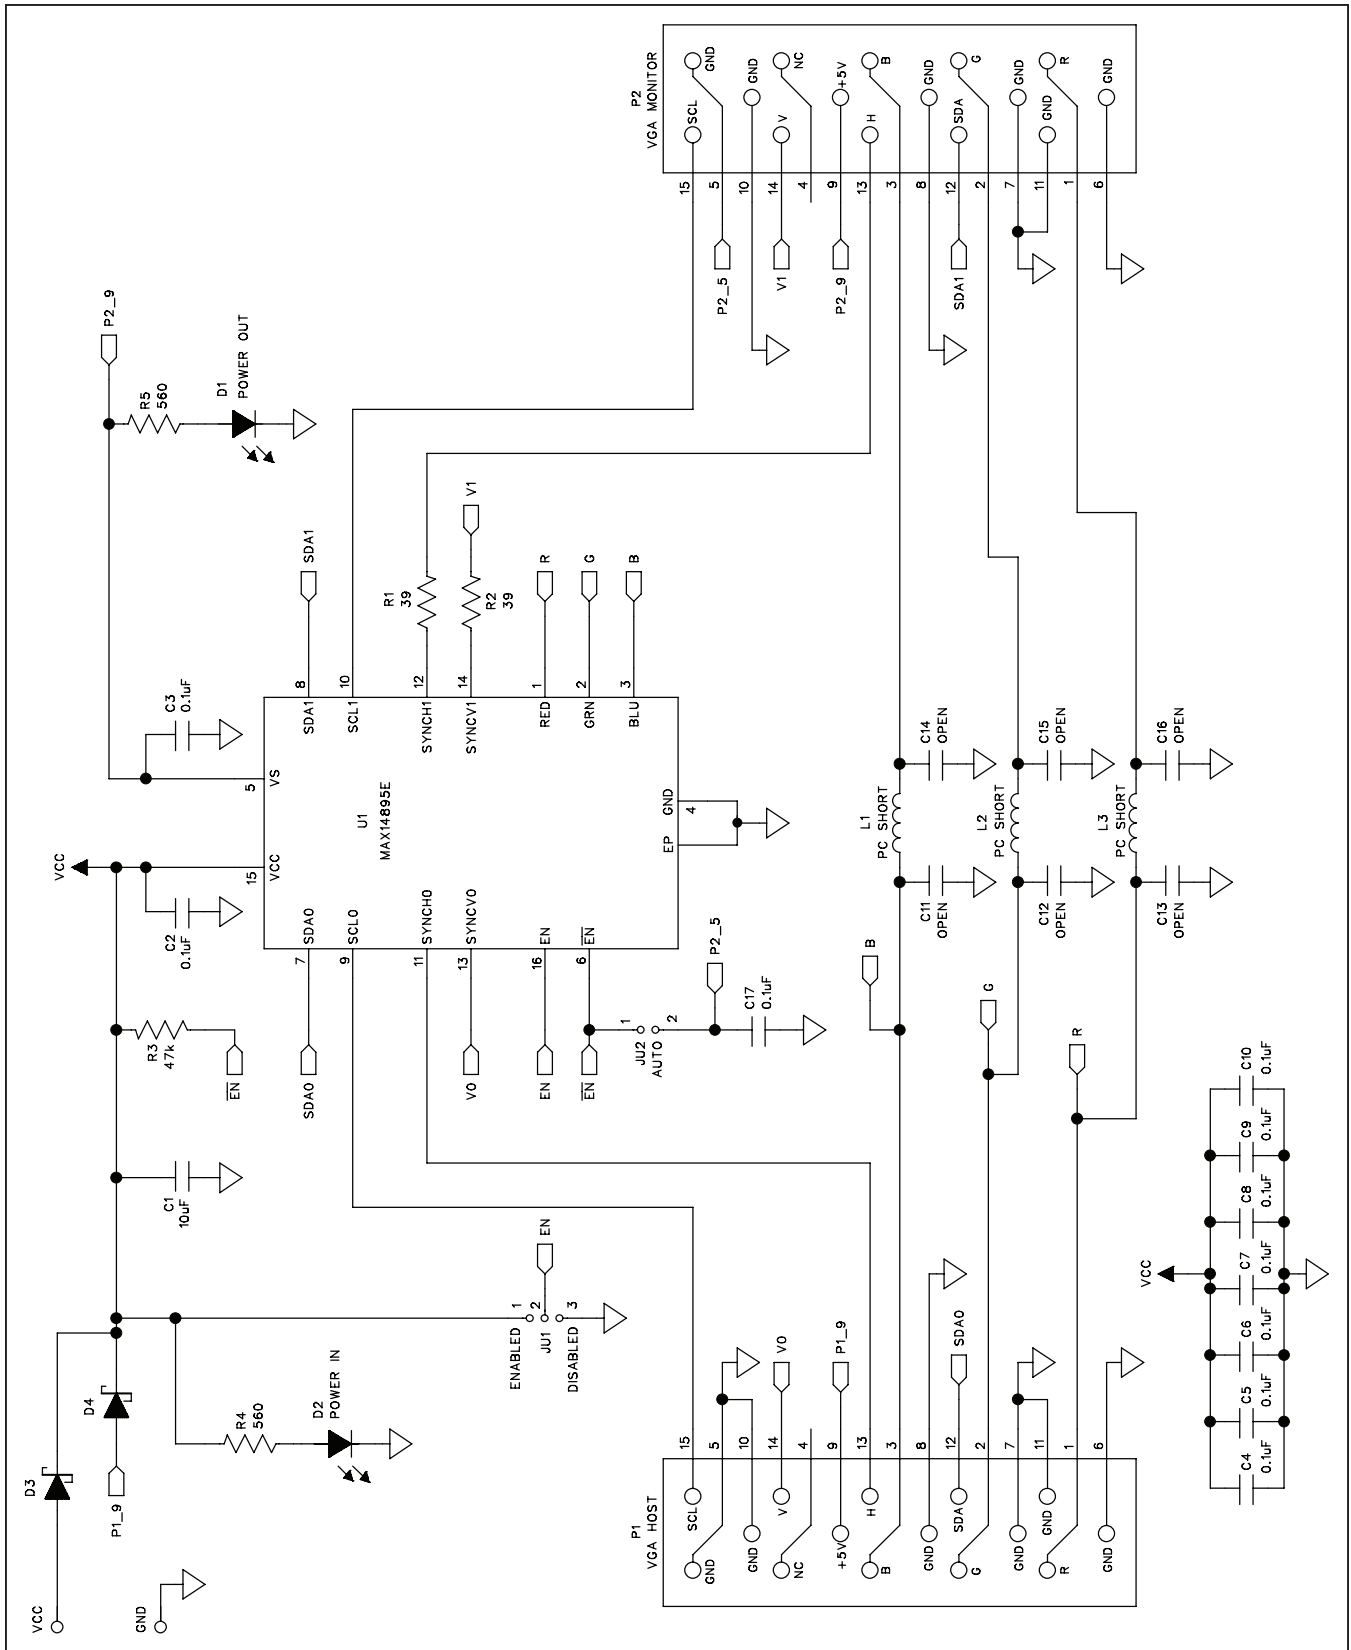 VCC
GND
D3
P1_9
D4
R4
560
D2
POWER IN
ENABLED
JU1
DISABLED
1
2
3
EN
C1
10uF
R3
47k
EN
VCC
C2
0.1uF
C3
0.1uF
R5
560
D1
POWER OUT
P2_9
U1
MAX14895E
15
VCC
5
VS
7
SDA0
SDA0
9
SCL0
11
SYNCH0
13
SYNCV0
V0
16
EN
EN
6
EN
EN
8
SDA1
SDA1
10
SCL1
12
SYNCH1
R1
39
14
SYNCV1
R2
39
V1
1
RED
R
2
GRN
G
3
BLU
B
EP
GND
4
1
2
JU2
AUTO
P2_5
C17
0.1uF
P1
VGA HOST
SCL
15
GND
5
GND
10
V
14
V0
NC
4
+5V
9
P1_9
H
13
B
3
GND
8
SDA
12
SDA0
G
2
GND
7
GND
11
R
1
GND
6
B
G
R
L1
PC SHORT
C11
OPEN
C14
OPEN
L2
PC SHORT
C12
OPEN
C15
OPEN
L3
PC SHORT
C13
OPEN
C16
OPEN
P2
VGA MONITOR
15
SCL
5
GND
P2_5
10
GND
14
V
V1
4
NC
9
+5V
P2_9
13
H
3
B
8
GND
12
SDA
SDA1
2
G
7
GND
11
GND
1
R
6
GND
VCC
C4
0.1uF
C5
0.1uF
C6
0.1uF
C7
0.1uF
C8
0.1uF
C9
0.1uF
C10
0.1uF